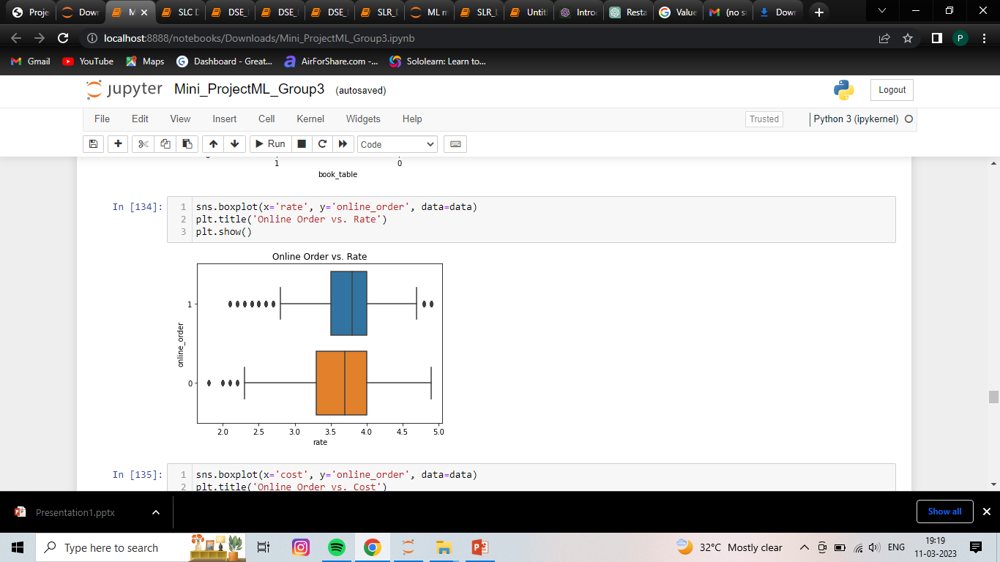 Proje
Down
M
SLC D
DSE_
DSE_
DSE_
SLR_I
ML m
SLR_I
Untit
Intro
Resta
Value
(no s
Down
localhost:8888/notebooks/Downloads/Mini_ProjectML_Group3.ipynb
P
Gmail
YouTube
Maps
Dashboard - Great...
AirForShare.com -...
Sololearn: Learn to...
jupyter Mini_ProjectML_Group3 (autosaved)
Logout
File Edit View Insert Cell Kernel Widgets Help
Trusted
Python 3 (ipykernel)
Run
Code
1 0
book_table
In [134]:
1 sns.boxplot(x='rate', y='online_order', data=data)
2 plt.title('Online Order vs. Rate')
3 plt.show()
Online Order vs. Rate
1
online_order
0
2.0 2.5 3.0 3.5 4.0 4.5 5.0
rate
In [135]:
1 sns.boxplot(x='cost', y='online_order', data=data)
2 plt.title('Online Order vs. Cost')
Presentation1.pptx
Show all
Type here to search
32°C Mostly clear
ENG
19:19
11-03-2023